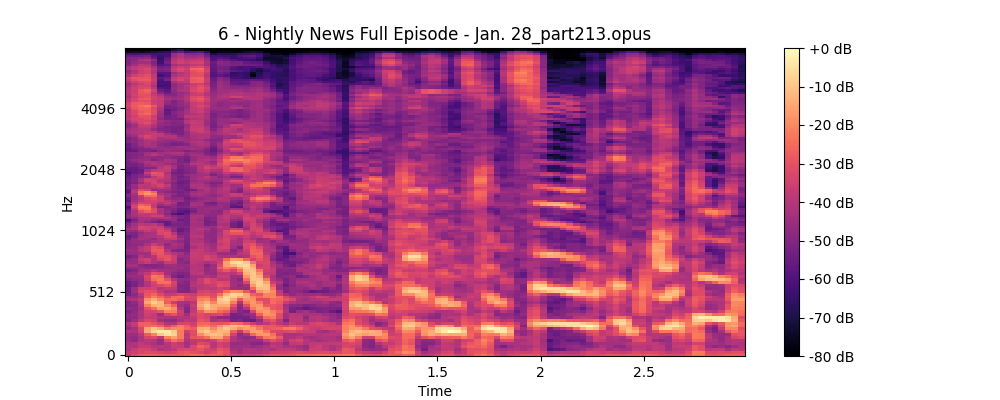 6 - Nightly News Full Episode - Jan. 28_part213.opus
Hz
4096
2048
1024
512
0
0
0.5
1
1.5
2
2.5
Time
+0 dB
-10 dB
-20 dB
-30 dB
-40 dB
-50 dB
-60 dB
-70 dB
-80 dB